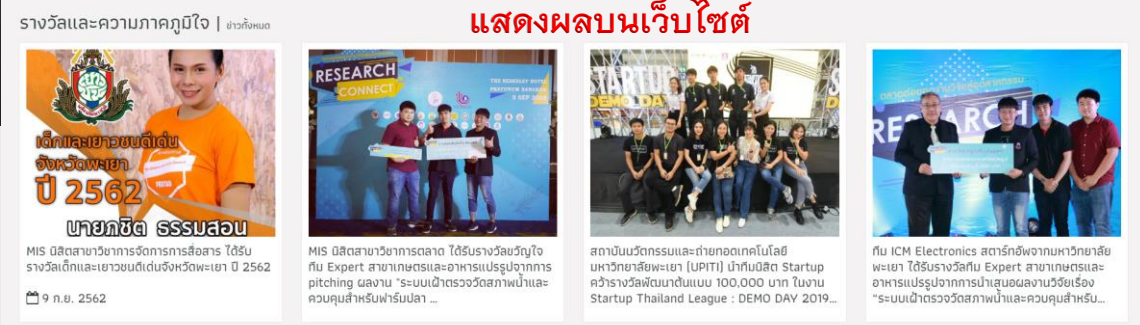 รางวัลและความภาคภูมิใจ | ข่าวทั้งหมด
แสดงผลบนเว็บไซต์
เด็กและเยาวชนดีเด่น
จังหวัดพะเยา
ปี 2562
นายภชิต ธรรมสอน
MIS นิสิตสาขาวิชาการจัดการการสื่อสาร ได้รับ
รางวัลเด็กและเยาวชนดีเด่นจังหวัดพะเยา ปี 2562
9 ก.ย. 2562
RESEARCH
CONNECT
MIS นิสิตสาขาวิชาการตลาด ได้รับรางวัลขวัญใจ
ทีม Expert สาขาเกษตรและอาหารแปรรูปจากการ
pitching ผลงาน "ระบบเฝ้าตรวจวัดสภาพน้ำและ
ควบคุมสำหรับฟาร์มปลา ...
STARTUP
DEMO DAY
สถาบันนวัตกรรมและถ่ายทอดเทคโนโลยี
มหาวิทยาลัยพะเยา (UPITI) นำทีมนิสิต Startup
คว้ารางวัลพัฒนาต้นแบบ 100,000 บาท ในงาน
Startup Thailand League : DEMO DAY 2019...
RESEARCH
ทีม ICM Electronics สตาร์ทอัพจากมหาวิทยาลัย
พะเยา ได้รับรางวัลทีม Expert สาขาเกษตรและ
อาหารแปรรูปจากการนำเสนอผลงานวิจัยเรื่อง
"ระบบเฝ้าตรวจวัดสภาพน้ำและควบคุมสำหรับ...